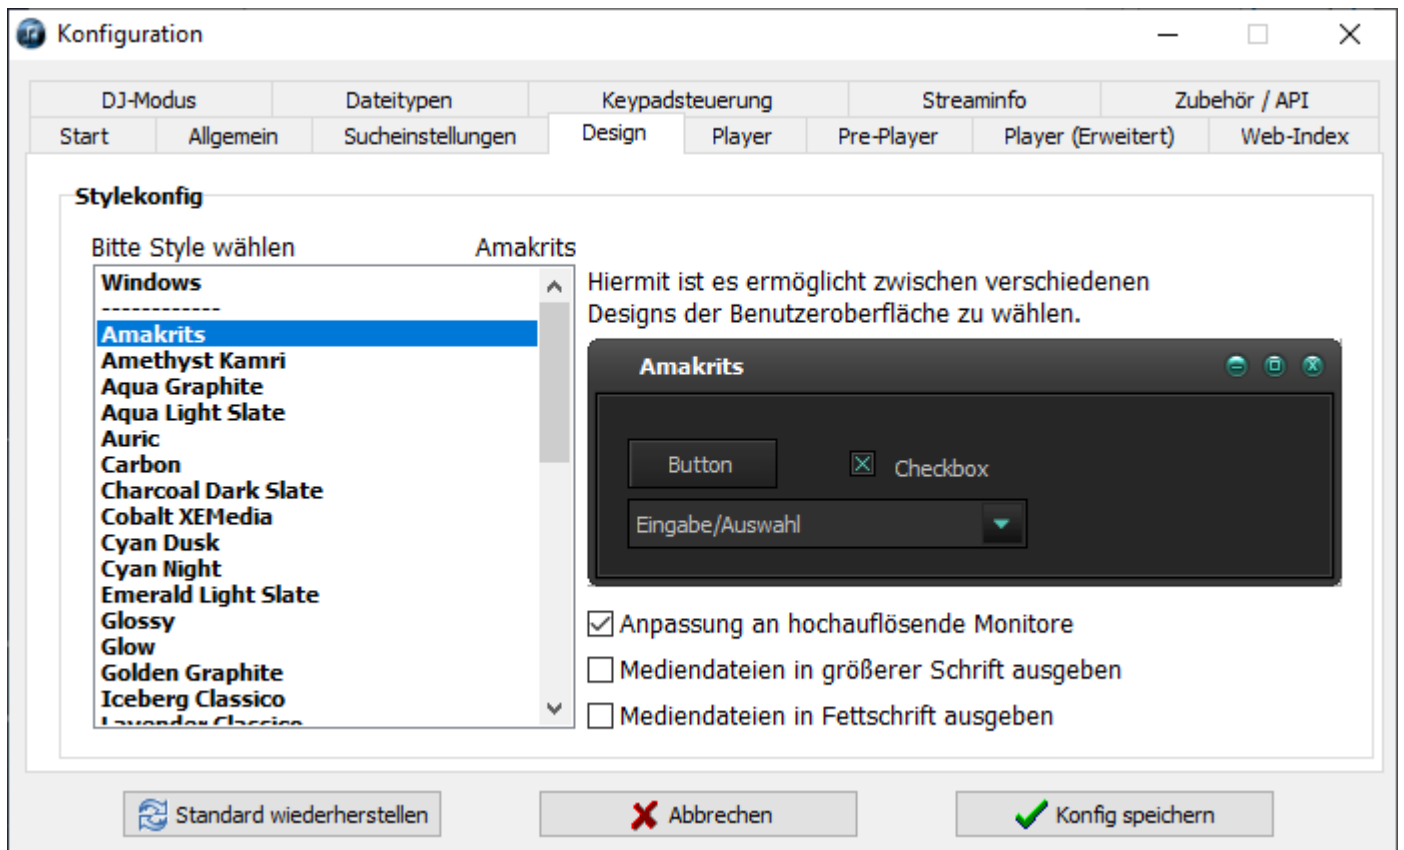 Konfiguration
DJ-Modus Dateitypen Keypadsteuerung Streaminfo Zubehör / API
Start Allgemein Sucheinstellungen Design Player Pre-Player Player (Erweitert) Web-Index
Stylekonfig
Bitte Style wählen Amakrits
Windows
------------
Amakrits
Amethyst Kamri
Aqua Graphite
Aqua Light Slate
Auric
Carbon
Charcoal Dark Slate
Cobalt XEMedia
Cyan Dusk
Cyan Night
Emerald Light Slate
Glossy
Glow
Golden Graphite
Iceberg Classico
Lavender Classico
Hiermit ist es ermöglicht zwischen verschiedenen
Designs der Benutzeroberfläche zu wählen.
Amakrits
Button Checkbox
Eingabe/Auswahl
Anpassung an hochauflösende Monitore
Mediendateien in größerer Schrift ausgeben
Mediendateien in Fettschrift ausgeben
Standard wiederherstellen Abbrechen Konfig speichern